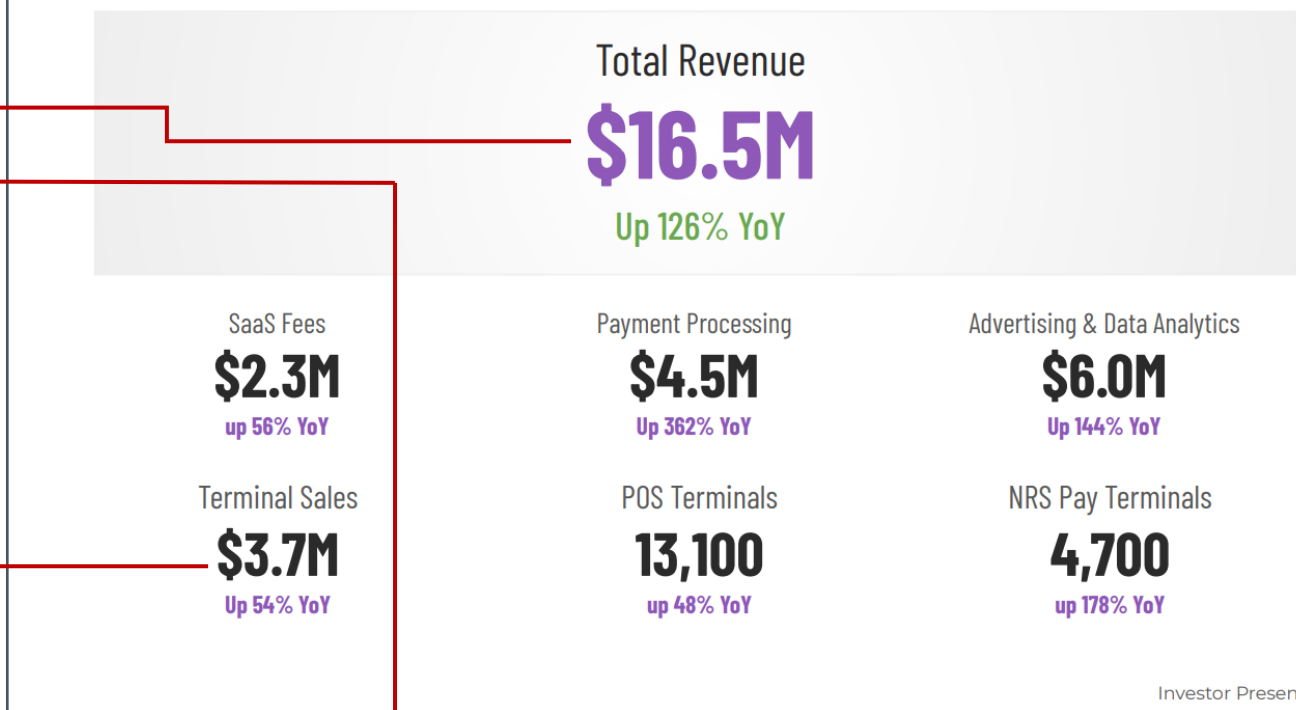 Total Revenue
$16.5M
Up 126% YoY
SaaS Fees
$2.3M
up 56% YoY
Payment Processing
$4.5M
Up 362% YoY
Advertising & Data Analytics
$6.0M
Up 144% YoY
Terminal Sales
$3.7M
Up 54% YoY
POS Terminals
13,100
up 48% YoY
NRS Pay Terminals
4,700
up 178% YoY
Investor Presen